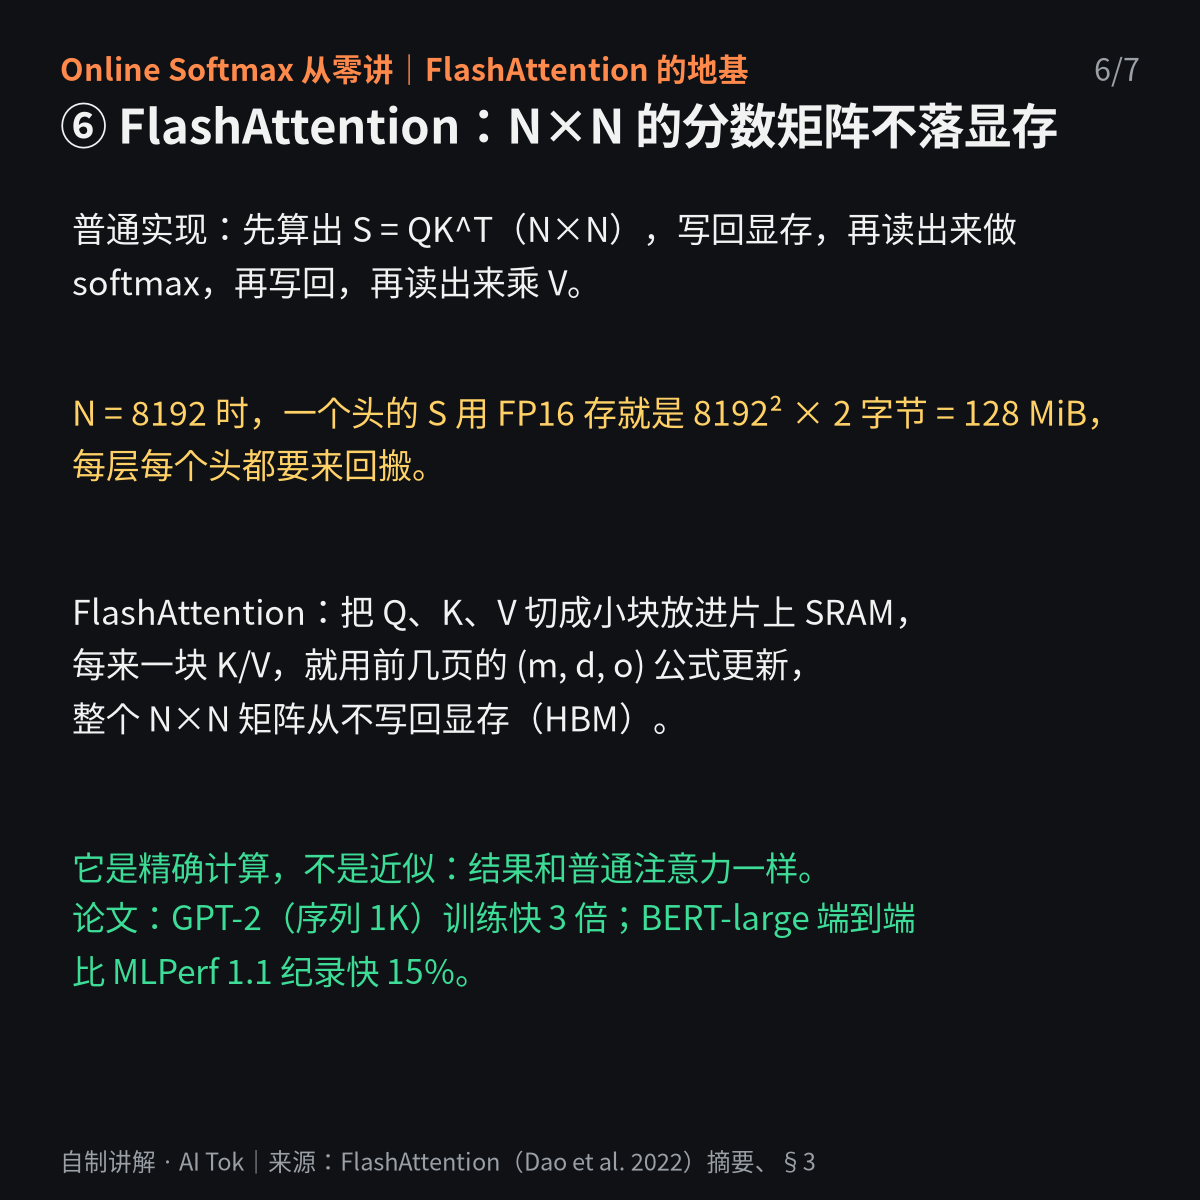 Online Softmax 从零讲｜FlashAttention 的地基
6/7
⑥ FlashAttention：N×N 的分数矩阵不落显存
普通实现：先算出 S = QK^T（N×N），写回显存，再读出来做
softmax，再写回，再读出来乘 V。
N = 8192 时，一个头的 S 用 FP16 存就是 8192² × 2 字节 = 128 MiB，
每层每个头都要来回搬。
FlashAttention：把 Q、K、V 切成小块放进片上 SRAM，
每来一块 K/V，就用前几页的 (m, d, o) 公式更新，
整个 N×N 矩阵从不写回显存（HBM）。
它是精确计算，不是近似：结果和普通注意力一样。
论文：GPT-2（序列 1K）训练快 3 倍；BERT-large 端到端
比 MLPerf 1.1 纪录快 15%。
自制讲解 · AI Tok｜来源：FlashAttention（Dao et al. 2022）摘要、§3